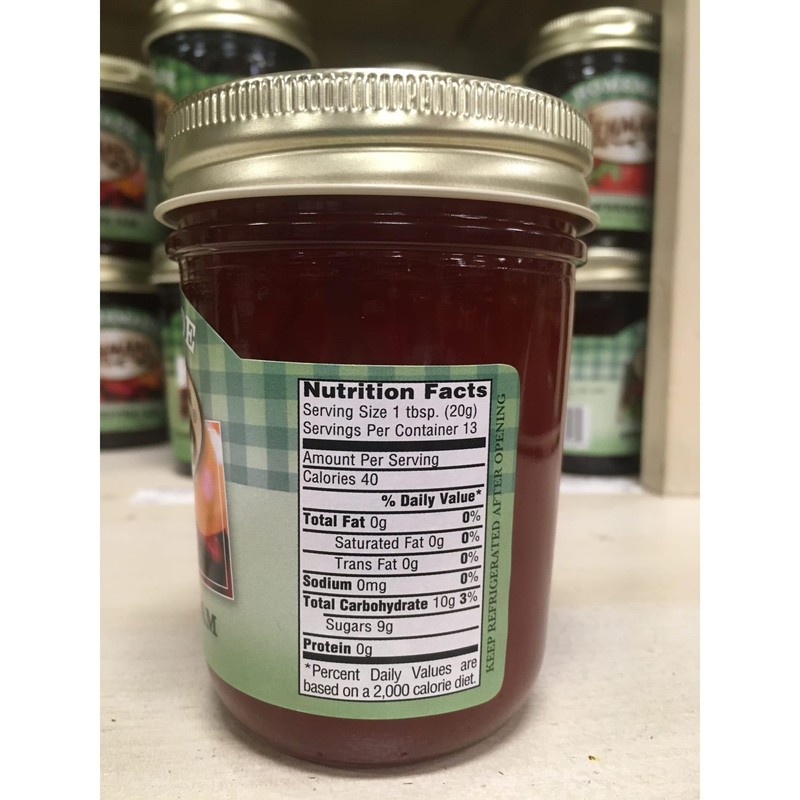 Nutrition Facts
Serving Size 1 tbsp. (20g)
Servings Per Container 13
Amount Per Serving
Calories 40
% Daily Value*
Total Fat 0g 0%
Saturated Fat 0g 0%
Trans Fat 0g 0%
Sodium 0mg 0%
Total Carbohydrate 10g 3%
Sugars 9g
Protein 0g
*Percent Daily Values are
based on a 2,000 calorie diet.
KEEP REFRIGERATED AFTER OPENING